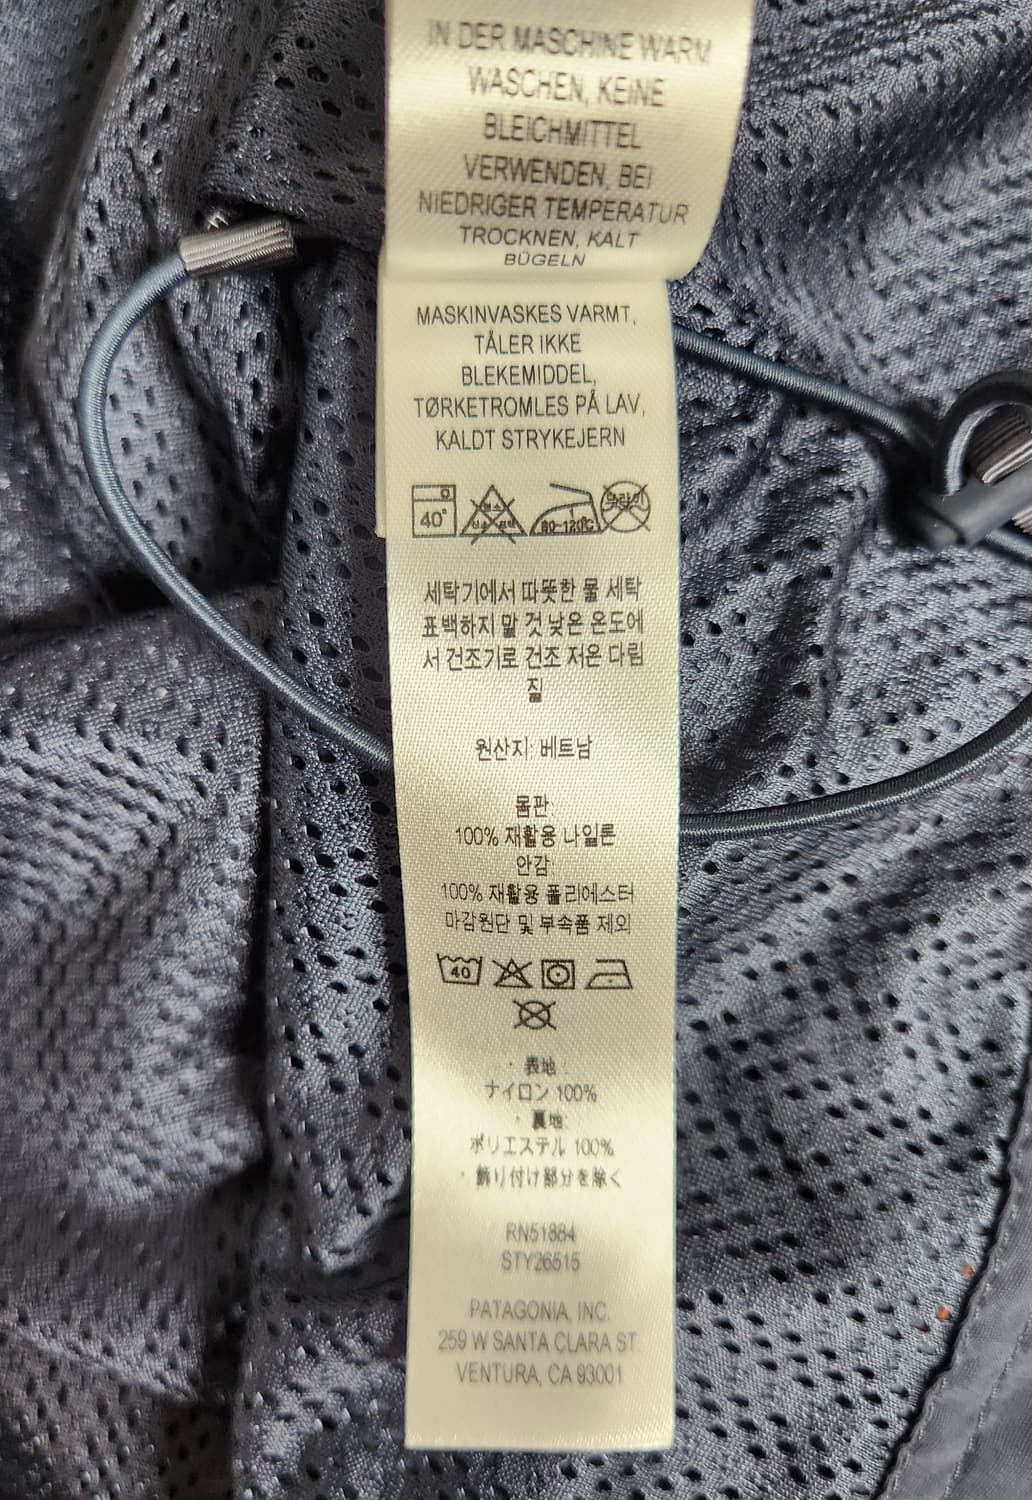 IN DER MASCHINE WARM
WASCHEN, KEINE
BLEICHMITTEL
VERWENDEN, BEI
NIEDRIGER TEMPERATUR
TROCKNEN, KALT
BÜGELN
MASKINVASKES VARMT,
TÅLER IKKE
BLEKEMIDDEL,
TØRKETROMLES PÅ LAV,
KALDT STRYKEJERN
40°
80-120°C
세탁기에서 따뜻한 물 세탁
표백하지 말 것 낮은 온도에
서 건조기로 건조 저온 다림
질
원산지: 베트남
몸판:
100% 재활용 나일론
안감:
100% 재활용 폴리에스터
마감원단 및 부속품 제외
40
・表地:
ナイロン 100%
・裏地:
ポリエステル 100%
・飾り付け部分を除く
RN51884
STY26515
PATAGONIA, INC.
259 W SANTA CLARA ST.
VENTURA, CA 93001